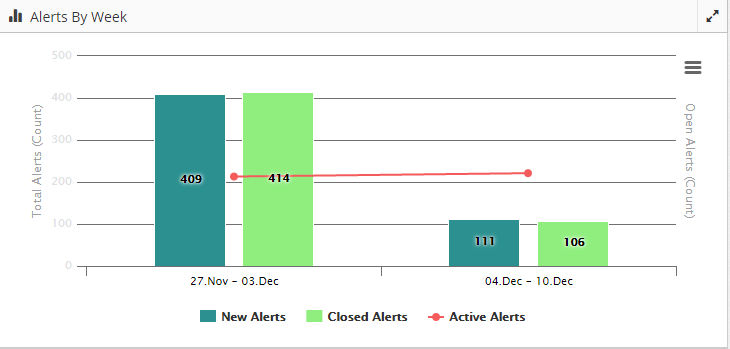 Alerts By Week
500
400
300
200
100
0
Total Alerts (Count)
Open Alerts (Count)
409
414
111
106
27.Nov – 03.Dec
04.Dec – 10.Dec
New Alerts
Closed Alerts
Active Alerts